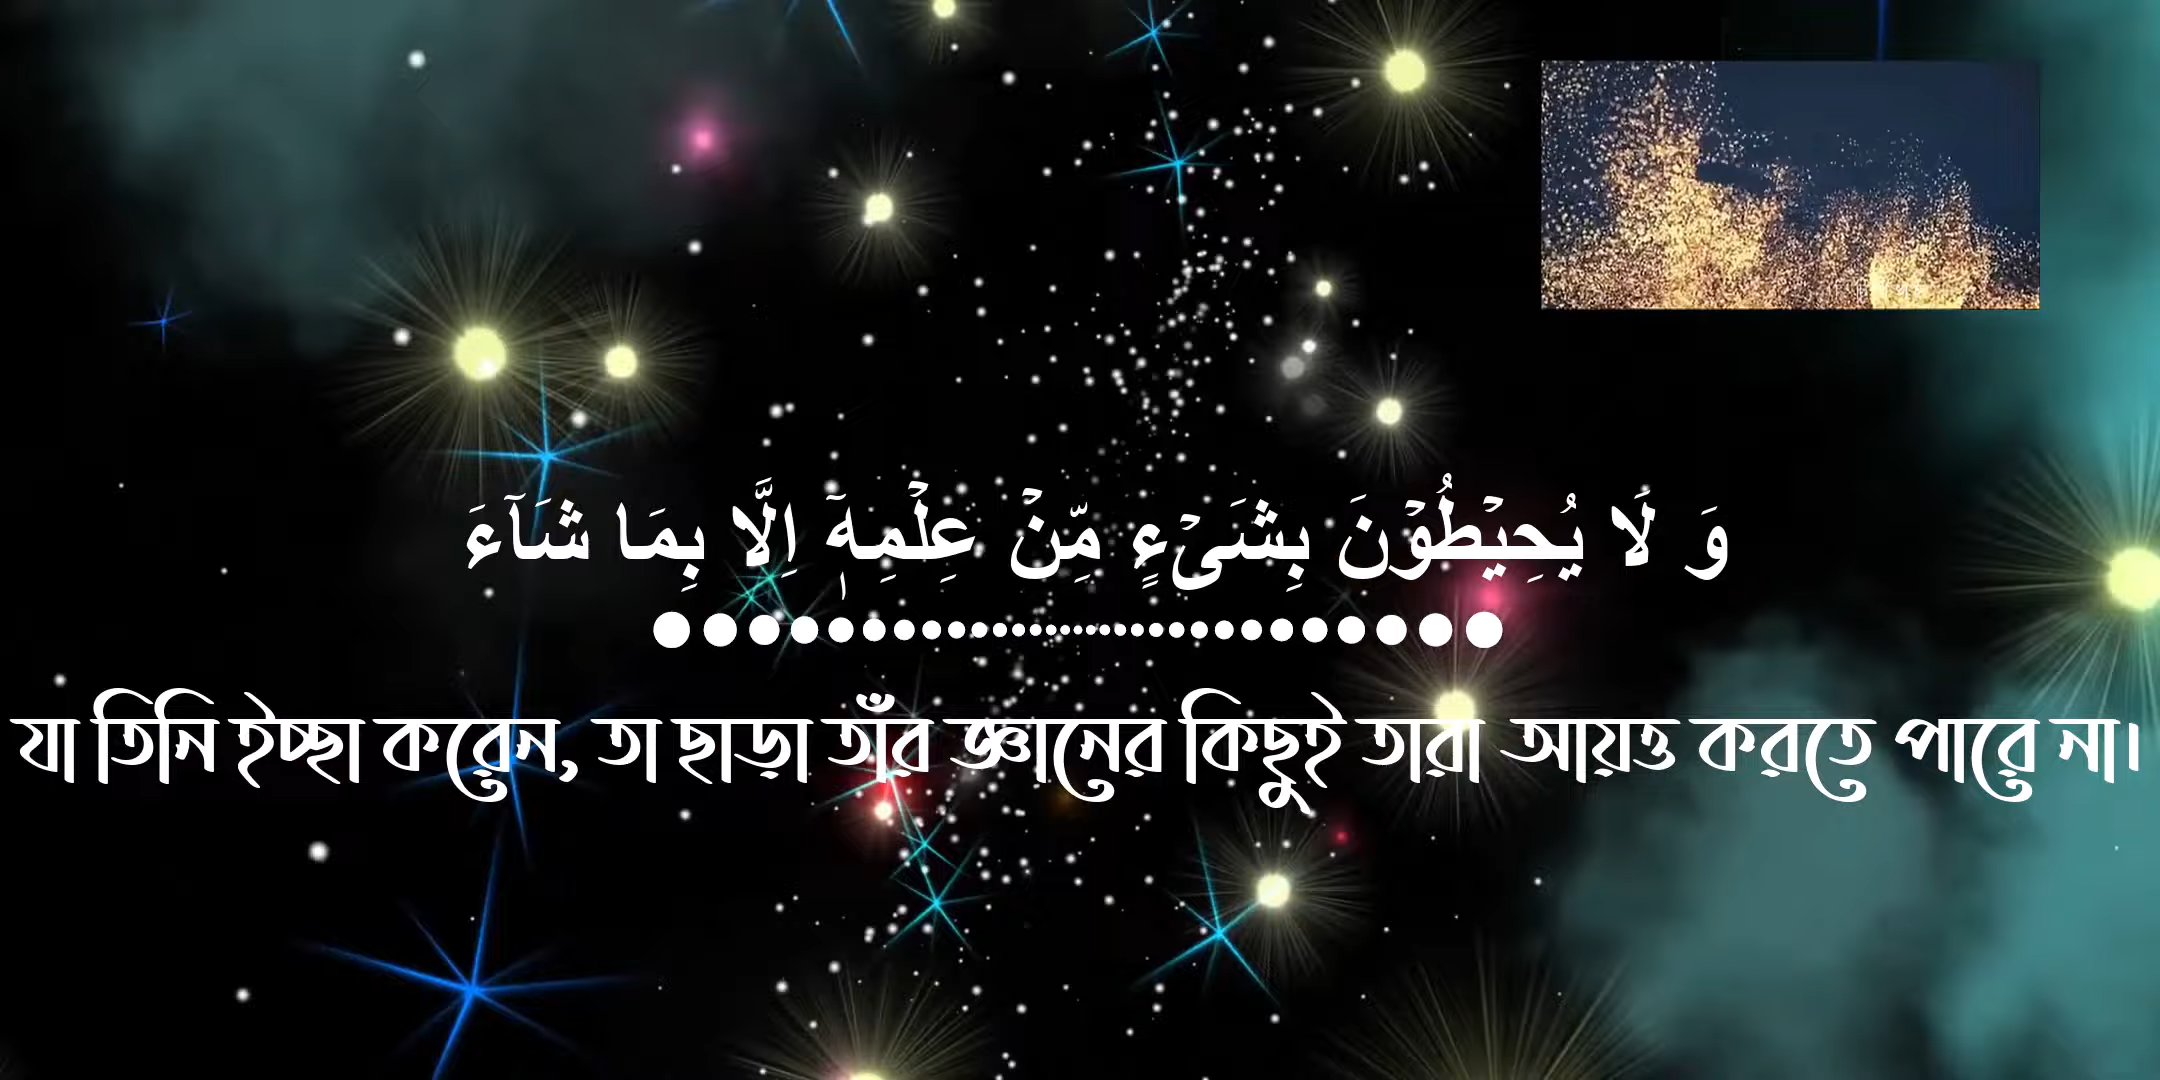 وَ لَا یُحِیۡطُوۡنَ بِشَیۡءٍ مِّنۡ عِلۡمِہٖۤ اِلَّا بِمَا شَآءَ
যা তিনি ইচ্ছা করেন, তা ছাড়া তাঁর জ্ঞানের কিছুই তারা আয়ত্ত করতে পারে না।